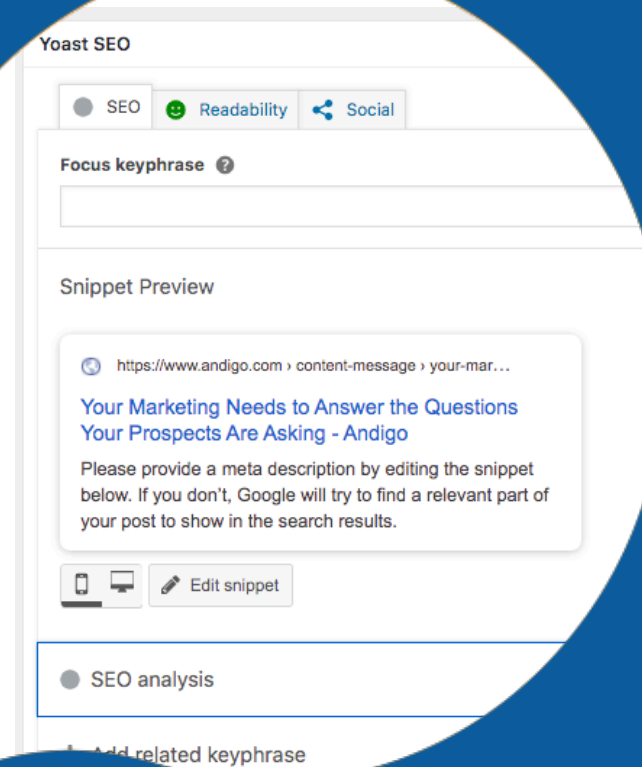 Yoast SEO
SEO Readability Social
Focus keyphrase
Snippet Preview
https://www.andigo.com › content-message › your-mar…
Your Marketing Needs to Answer the Questions
Your Prospects Are Asking - Andigo
Please provide a meta description by editing the snippet
below. If you don't, Google will try to find a relevant part of
your post to show in the search results.
Edit snippet
SEO analysis
Add related keyphrase